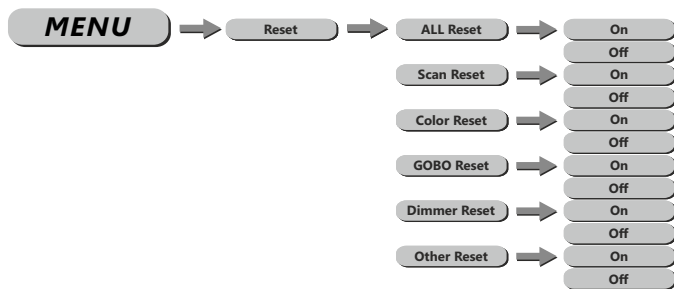 MENU Reset ALL Reset On
Off
Scan Reset On
Off
Color Reset On
Off
GOBO Reset On
Off
Dimmer Reset On
Off
Other Reset On
Off